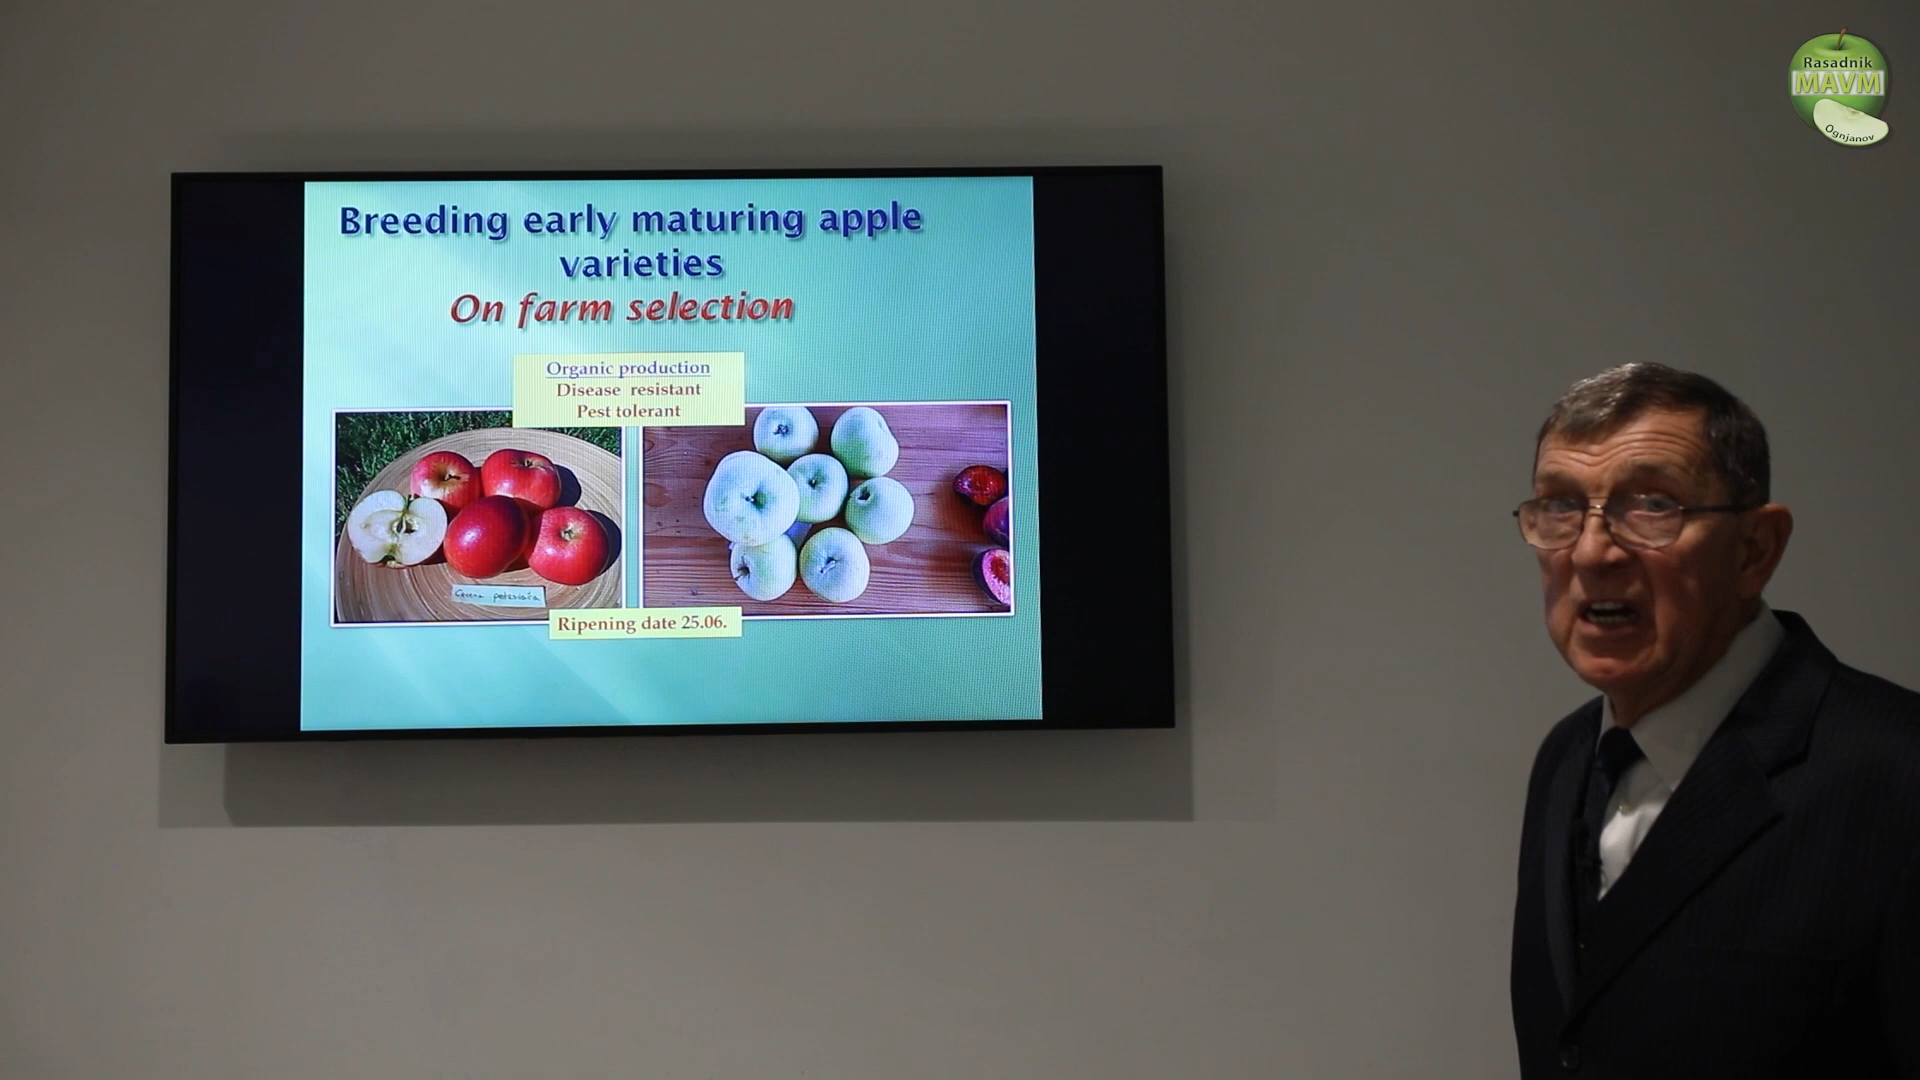 Rasadnik
MAVM
Ognjanov
Breeding early maturing apple
varieties
On farm selection
Organic production
Disease resistant
Pest tolerant
Ripening date 25.06.